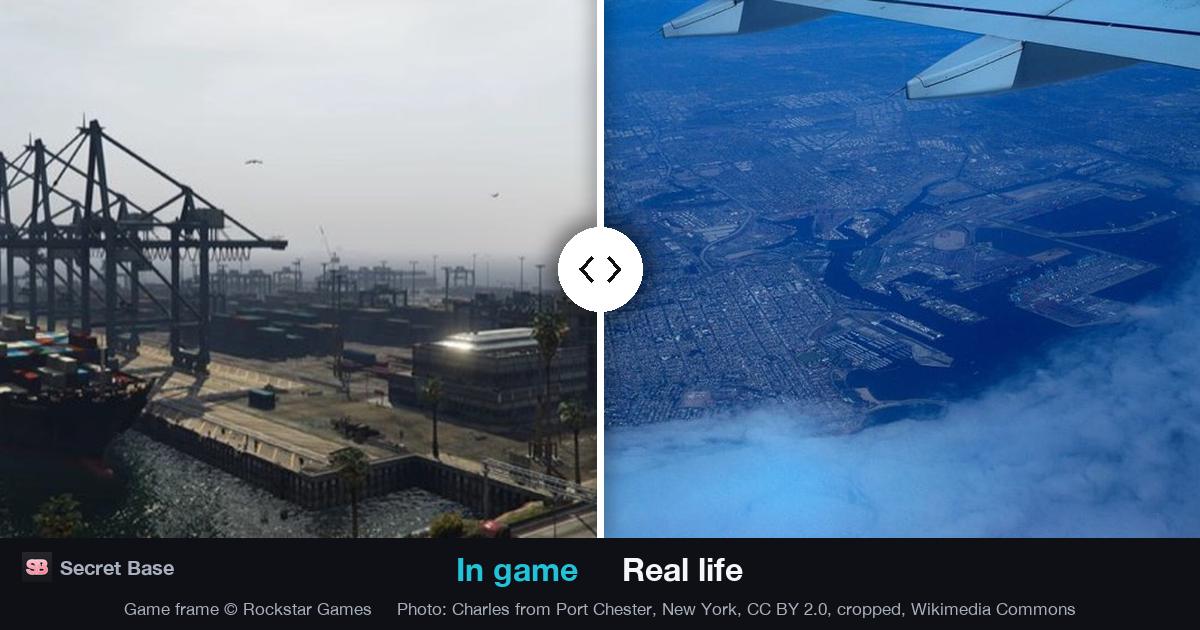 SB Secret Base
In game Real life
Game frame © Rockstar Games Photo: Charles from Port Chester, New York, CC BY 2.0, cropped, Wikimedia Commons